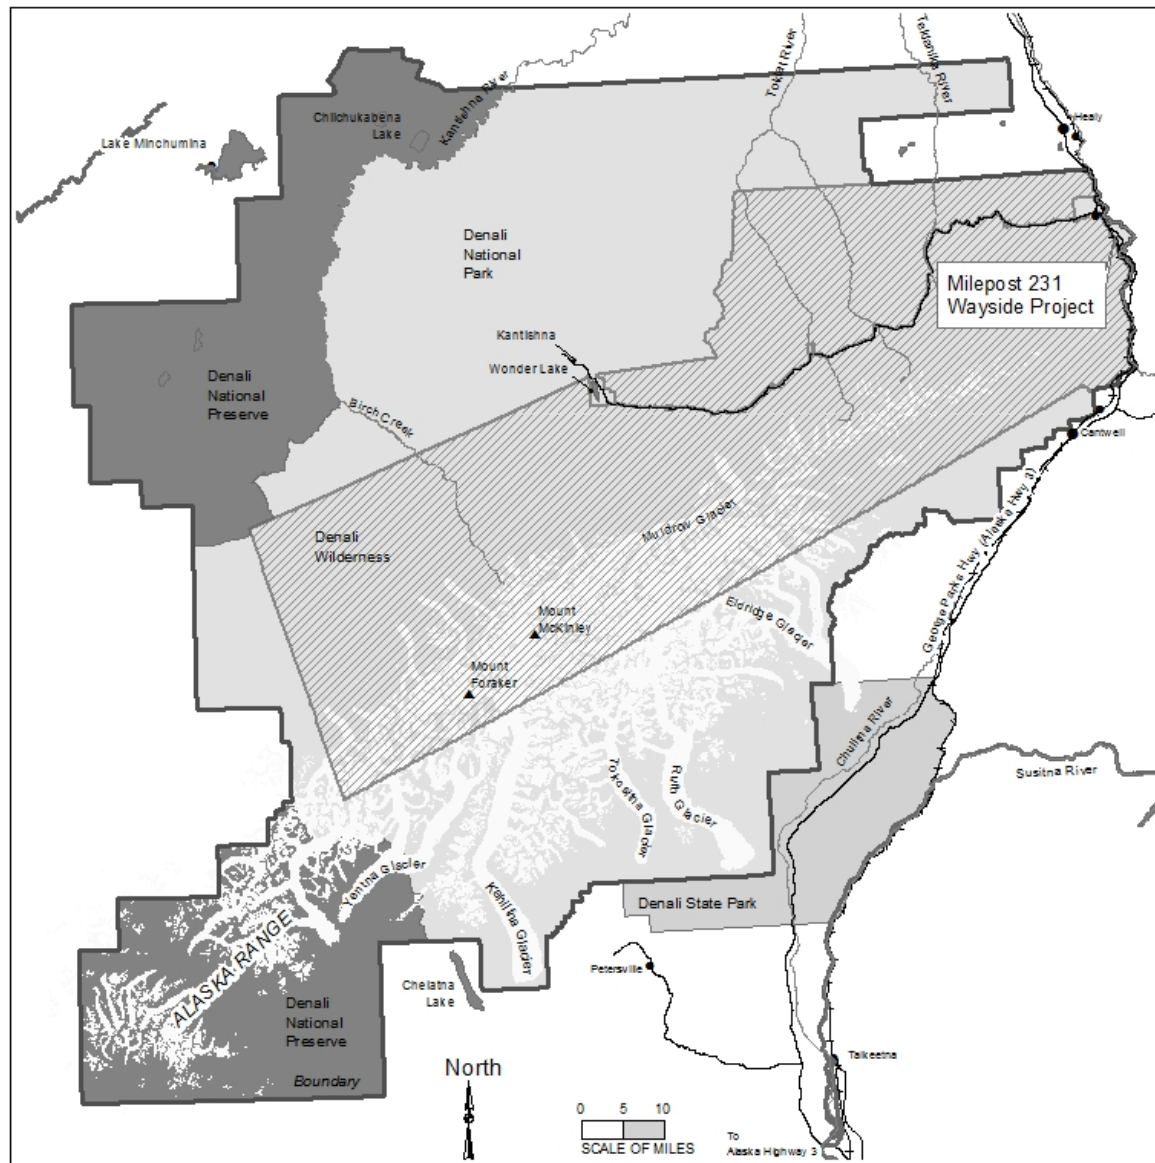 Toklat River
Teklanika River
Kantishna River
Healy
Chilchukabena
Lake
Lake Minchumina
Denali
National
Park
Milepost 231
Wayside Project
Kantishna
Wonder Lake
Denali
National
Preserve
Birch Creek
Cantwell
George Parks Hwy (Alaska Hwy 3)
Muldrow Glacier
Denali
Wilderness
Eldridge Glacier
Mount
McKinley
Mount
Foraker
Chulitna River
Susitna River
Tokositna Glacier
Ruth Glacier
Yentna Glacier
Kahiltna Glacier
Denali State Park
ALASKA RANGE
Petersville
Chelatna
Lake
Denali
National
Preserve
Boundary
Talkeetna
North
0 5 10
SCALE OF MILES
To
Alaska Highway 3